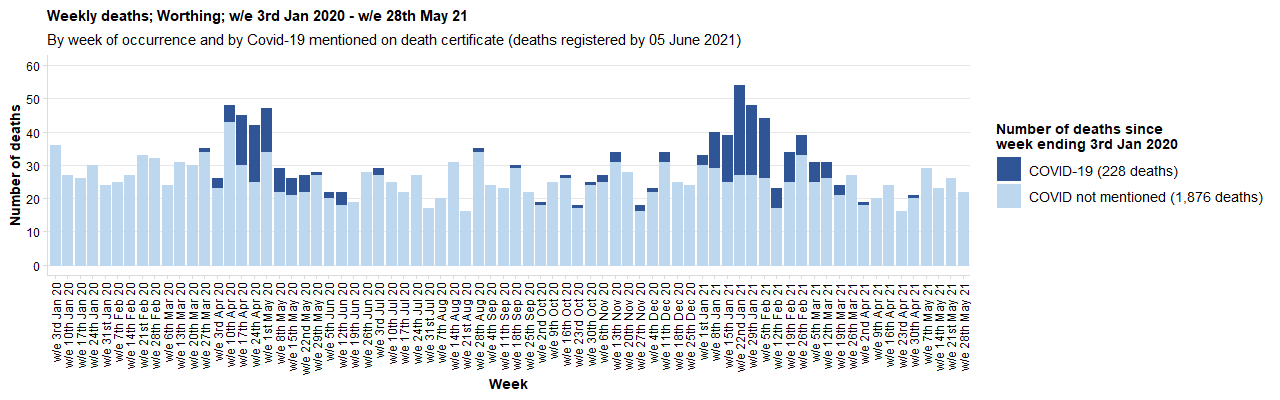 Weekly deaths; Worthing; w/e 3rd Jan 2020 - w/e 28th May 21
By week of occurrence and by Covid-19 mentioned on death certificate (deaths registered by 05 June 2021)
Number of deaths
60
50
40
30
20
10
0
w/e 3rd Jan 20
w/e 10th Jan 20
w/e 17th Jan 20
w/e 24th Jan 20
w/e 31st Jan 20
w/e 7th Feb 20
w/e 14th Feb 20
w/e 21st Feb 20
w/e 28th Feb 20
w/e 6th Mar 20
w/e 13th Mar 20
w/e 20th Mar 20
w/e 27th Mar 20
w/e 3rd Apr 20
w/e 10th Apr 20
w/e 17th Apr 20
w/e 24th Apr 20
w/e 1st May 20
w/e 8th May 20
w/e 15th May 20
w/e 22nd May 20
w/e 29th May 20
w/e 5th Jun 20
w/e 12th Jun 20
w/e 19th Jun 20
w/e 26th Jun 20
w/e 3rd Jul 20
w/e 10th Jul 20
w/e 17th Jul 20
w/e 24th Jul 20
w/e 31st Jul 20
w/e 7th Aug 20
w/e 14th Aug 20
w/e 21st Aug 20
w/e 28th Aug 20
w/e 4th Sep 20
w/e 11th Sep 20
w/e 18th Sep 20
w/e 25th Sep 20
w/e 2nd Oct 20
w/e 9th Oct 20
w/e 16th Oct 20
w/e 23rd Oct 20
w/e 30th Oct 20
w/e 6th Nov 20
w/e 13th Nov 20
w/e 20th Nov 20
w/e 27th Nov 20
w/e 4th Dec 20
w/e 11th Dec 20
w/e 18th Dec 20
w/e 25th Dec 20
w/e 1st Jan 21
w/e 8th Jan 21
w/e 15th Jan 21
w/e 22nd Jan 21
w/e 29th Jan 21
w/e 5th Feb 21
w/e 12th Feb 21
w/e 19th Feb 21
w/e 26th Feb 21
w/e 5th Mar 21
w/e 12th Mar 21
w/e 19th Mar 21
w/e 26th Mar 21
w/e 2nd Apr 21
w/e 9th Apr 21
w/e 16th Apr 21
w/e 23rd Apr 21
w/e 30th Apr 21
w/e 7th May 21
w/e 14th May 21
w/e 21st May 21
w/e 28th May 21
Week
Number of deaths since
week ending 3rd Jan 2020
COVID-19 (228 deaths)
COVID not mentioned (1,876 deaths)